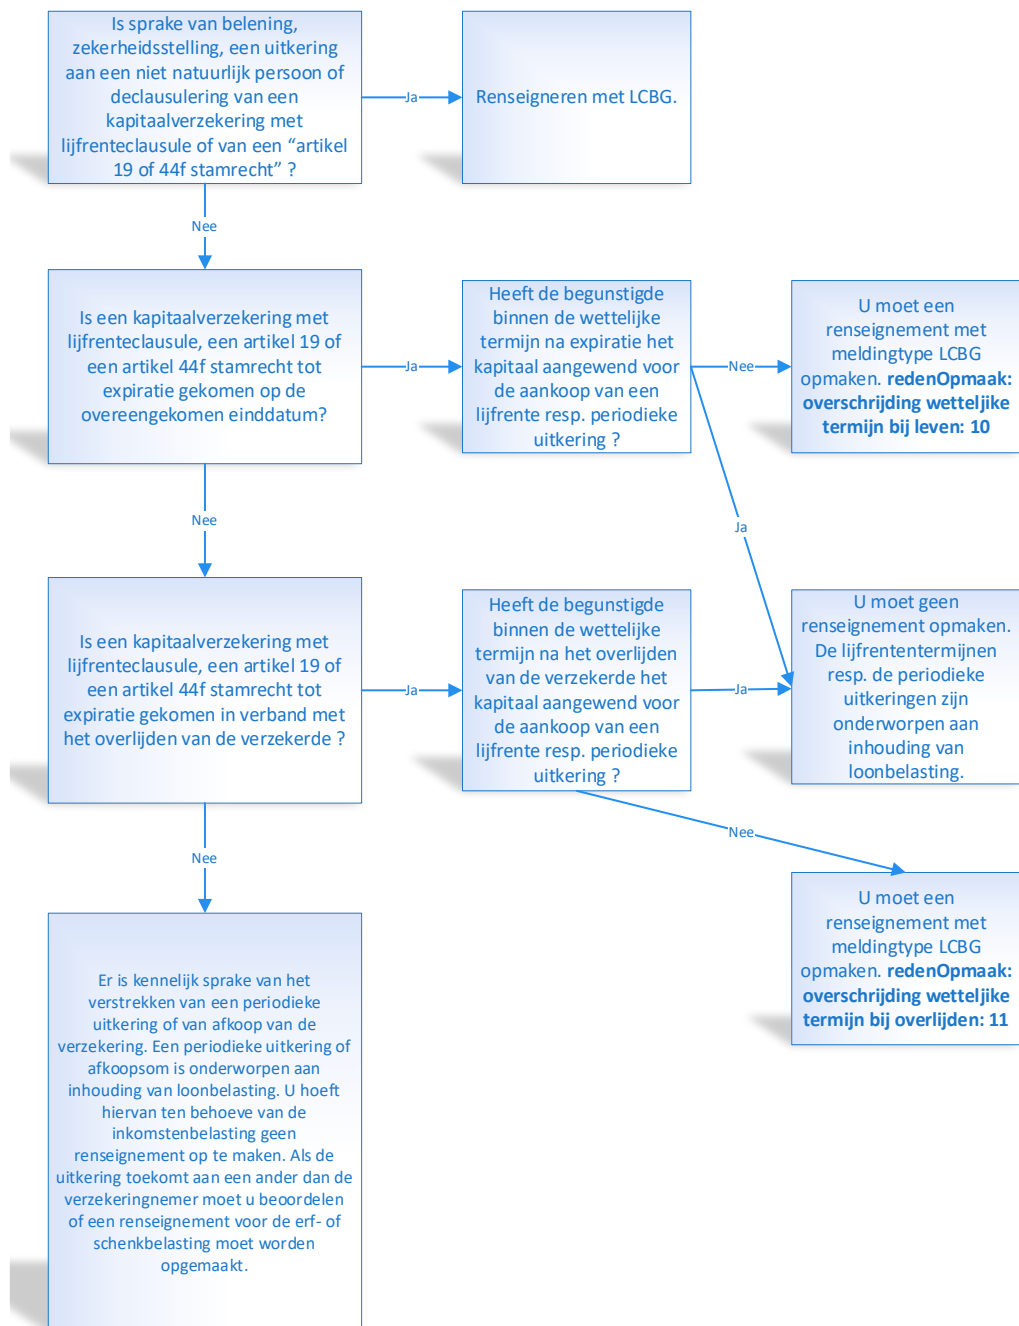 Is sprake van belening,
zekerheidsstelling, een uitkering
aan een niet natuurlijk persoon of
declausulering van een
kapitaalverzekering met
lijfrenteclausule of van een “artikel
19 of 44f stamrecht” ?
Ja
Renseigneren met LCBG.
Nee
Is een kapitaalverzekering met
lijfrenteclausule, een artikel 19 of
een artikel 44f stamrecht tot
expiratie gekomen op de
overeengekomen einddatum?
Ja
Heeft de begunstigde
binnen de wettelijke
termijn na expiratie het
kapitaal aangewend voor
de aankoop van een
lijfrente resp. periodieke
uitkering ?
Nee
U moet een
renseignement met
meldingtype LCBG
opmaken. redenOpmaak:
overschrijding wetteljike
termijn bij leven: 10
Nee
Ja
Is een kapitaalverzekering met
lijfrenteclausule, een artikel 19 of
een artikel 44f stamrecht tot
expiratie gekomen in verband met
het overlijden van de verzekerde ?
Ja
Heeft de begunstigde
binnen de wettelijke
termijn na het overlijden
van de verzekerde het
kapitaal aangewend voor
de aankoop van een
lijfrente resp. periodieke
uitkering ?
Ja
U moet geen
renseignement opmaken.
De lijfrententermijnen
resp. de periodieke
uitkeringen zijn
onderworpen aan
inhouding van
loonbelasting.
Nee
Nee
U moet een
renseignement met
meldingtype LCBG
opmaken. redenOpmaak:
overschrijding wetteljike
termijn bij overlijden: 11
Er is kennelijk sprake van het
verstrekken van een periodieke
uitkering of van afkoop van de
verzekering. Een periodieke uitkering of
afkoopsom is onderworpen aan
inhouding van loonbelasting. U hoeft
hiervan ten behoeve van de
inkomstenbelasting geen
renseignement op te maken. Als de
uitkering toekomt aan een ander dan de
verzekeringnemer moet u beoordelen
of een renseignement voor de erf- of
schenkbelasting moet worden
opgemaakt.